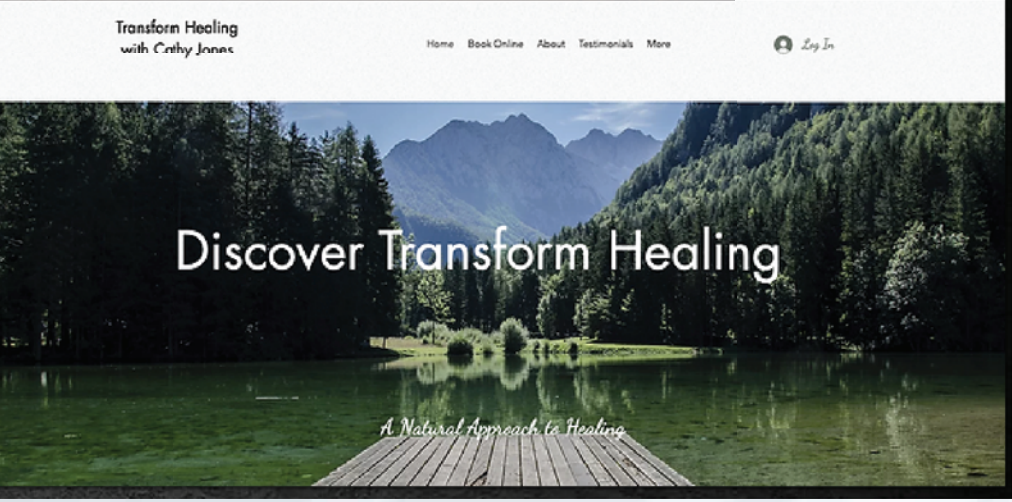 Transform Healing
with Cathy Jones
Home Book Online About Testimonials More
Log In
Discover Transform Healing
A Natural Approach to Healing